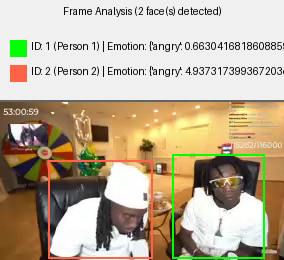 Frame Analysis (2 face(s) detected)
ID: 1 (Person 1) | Emotion: {'angry': 0.6630416818608859
ID: 2 (Person 2) | Emotion: {'angry': 4.937317399367203
53:00:59